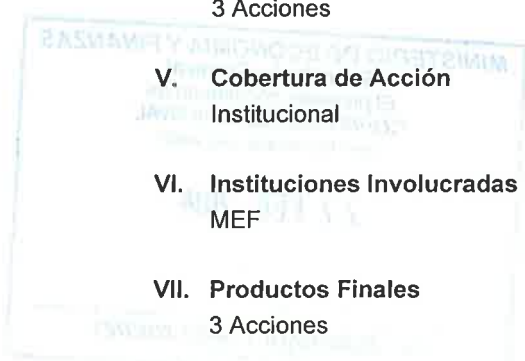 3 Acciones
V. Cobertura de Acción
Institucional
VI. Instituciones Involucradas
MEF
VII. Productos Finales
3 Acciones
MINISTERIO DE ECONOMIA Y FINANZAS